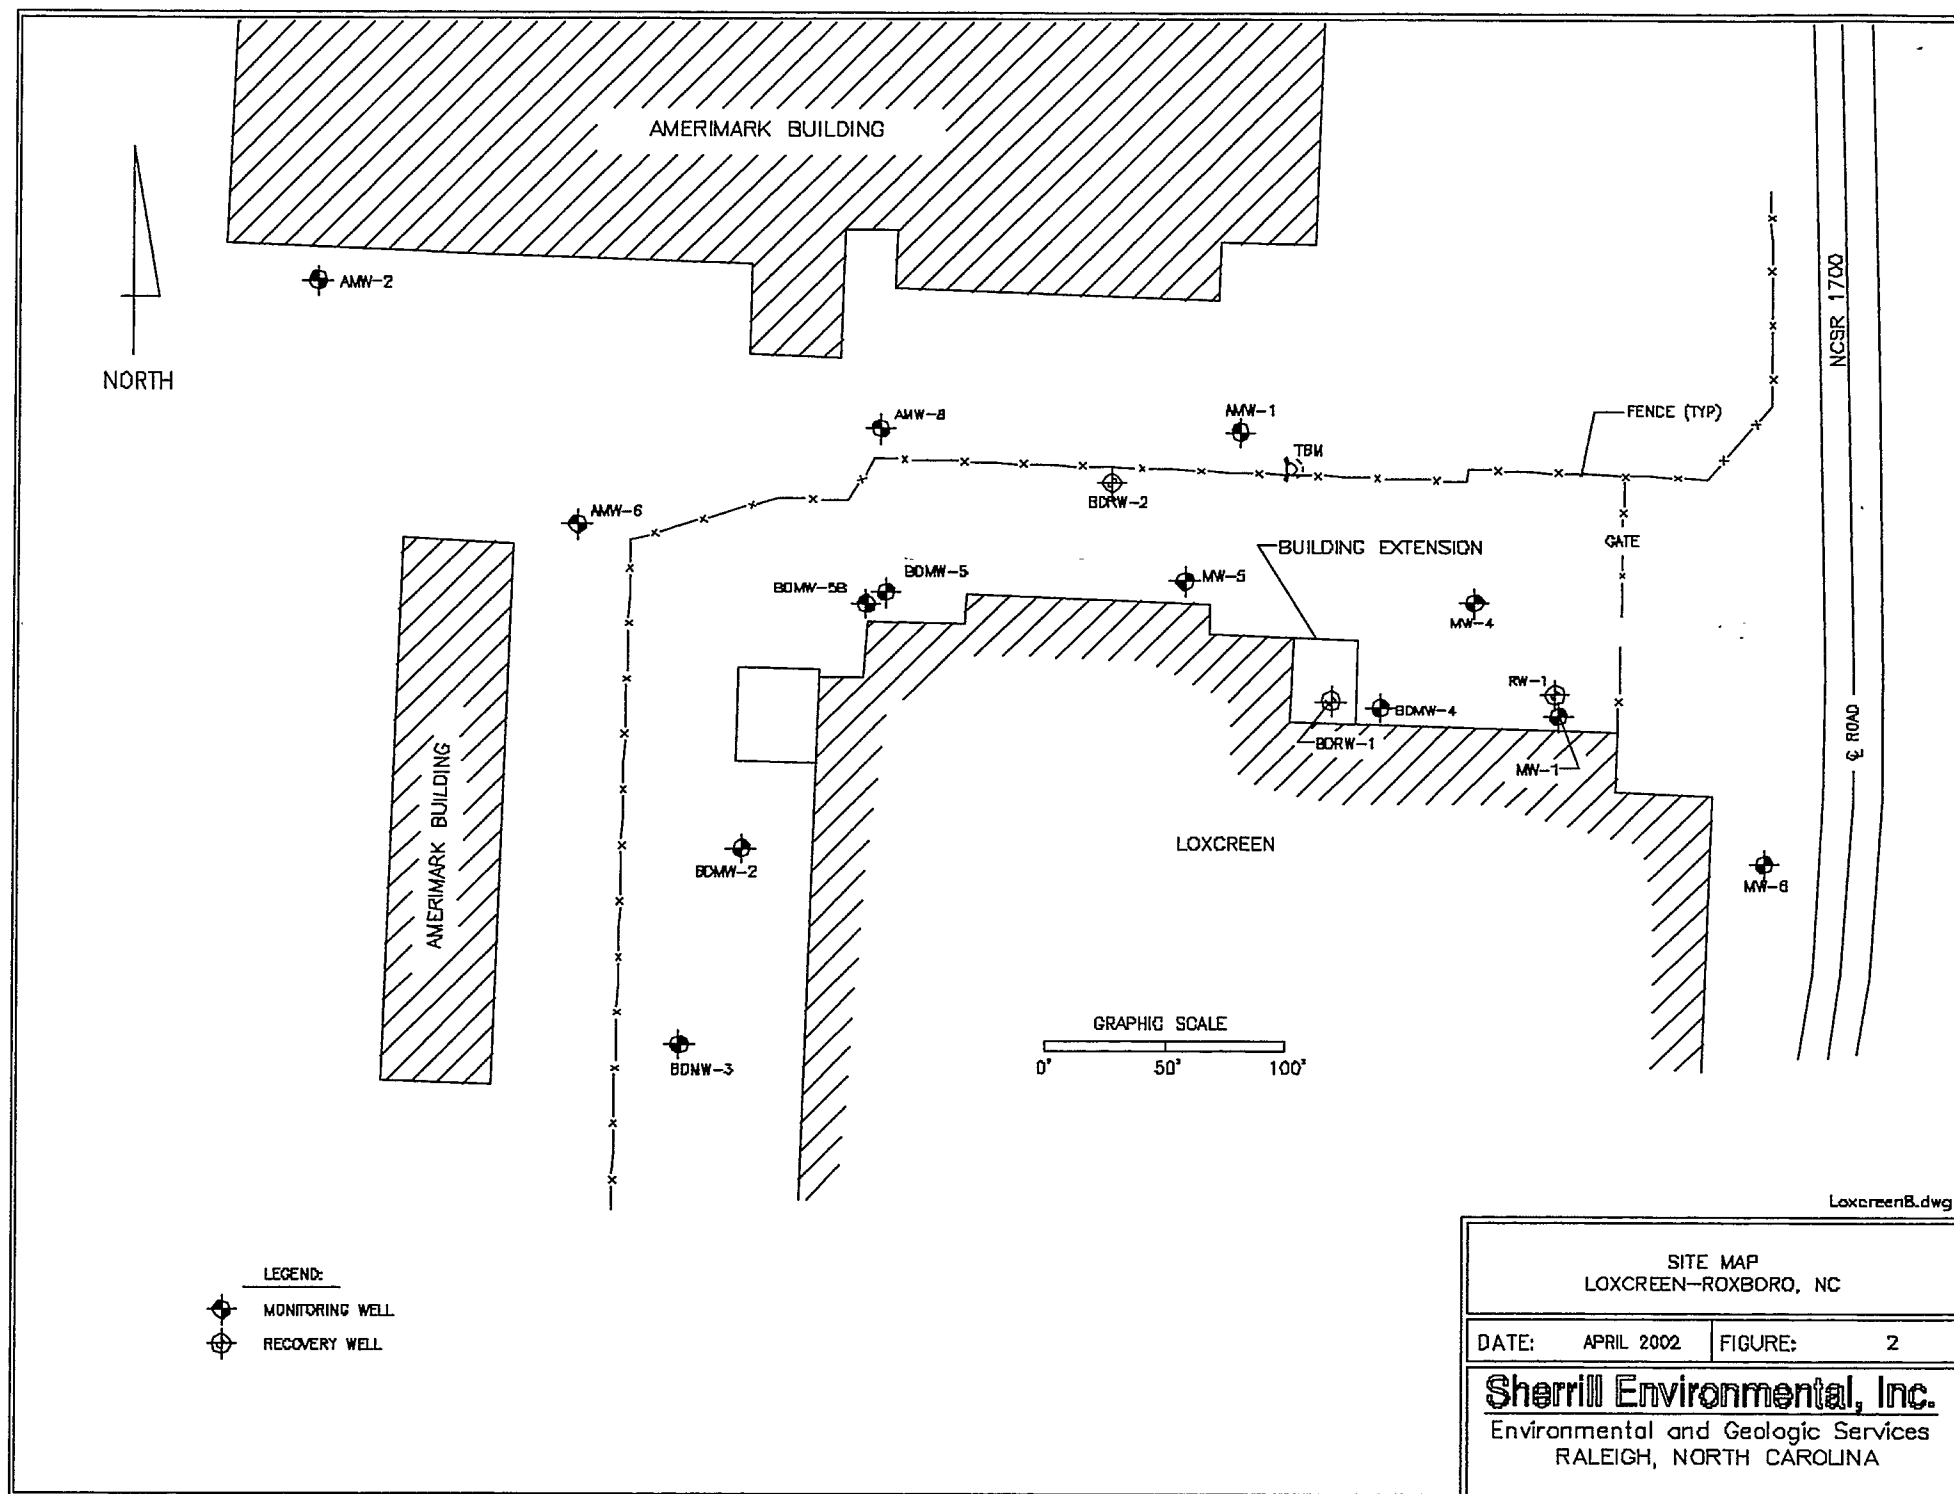 AMERIMARK BUILDING
NORTH
AMW-2
AMW-8
AMW-1
TBM
FENCE (TYP)
NCSR 1700
AMW-6
BDRW-2
GATE
BUILDING EXTENSION
BDMW-5B
BDMW-5
MW-5
MW-4
RW-1
BDMW-4
BDRW-1
MW-1
℄ ROAD
AMERIMARK BUILDING
BDMW-2
LOXCREEN
MW-6
BDMW-3
GRAPHIC SCALE
0' 50' 100'
LoxcreenB.dwg
LEGEND:
MONITORING WELL
RECOVERY WELL
SITE MAP
LOXCREEN-ROXBORO, NC
DATE: APRIL 2002 FIGURE: 2
Sherrill Environmental, Inc.
Environmental and Geologic Services
RALEIGH, NORTH CAROLINA